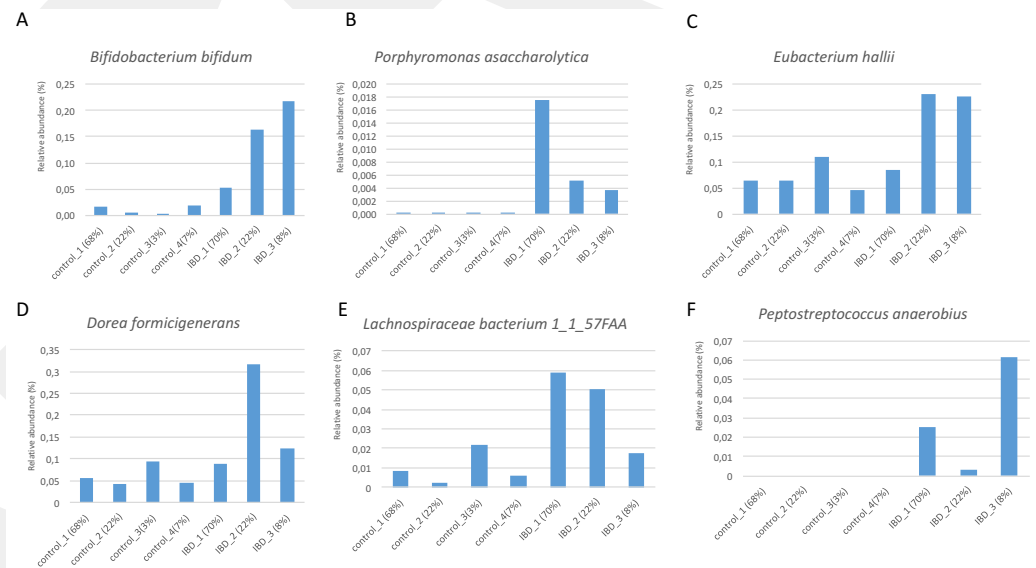 A
Bifidobacterium bifidum
Relative abundance (%)
0,25
0,20
0,15
0,10
0,05
0,00
control_1 (68%)
control_2 (22%)
control_3(3%)
control_4(7%)
IBD_1 (70%)
IBD_2 (22%)
IBD_3 (8%)
B
Porphyromonas asaccharolytica
Relative abundance (%)
0,020
0,018
0,016
0,014
0,012
0,010
0,008
0,006
0,004
0,002
0,000
control_1 (68%)
control_2 (22%)
control_3(3%)
control_4(7%)
IBD_1 (70%)
IBD_2 (22%)
IBD_3 (8%)
C
Eubacterium hallii
Relative abundance (%)
0,25
0,2
0,15
0,1
0,05
0
control_1 (68%)
control_2 (22%)
control_3(3%)
control_4(7%)
IBD_1 (70%)
IBD_2 (22%)
IBD_3 (8%)
D
Dorea formicigenerans
Relative abundance (%)
0,35
0,3
0,25
0,2
0,15
0,1
0,05
0
control_1 (68%)
control_2 (22%)
control_3(3%)
control_4(7%)
IBD_1 (70%)
IBD_2 (22%)
IBD_3 (8%)
E
Lachnospiraceae bacterium 1_1_57FAA
Relative abundance (%)
0,07
0,06
0,05
0,04
0,03
0,02
0,01
0
control_1 (68%)
control_2 (22%)
control_3(3%)
control_4(7%)
IBD_1 (70%)
IBD_2 (22%)
IBD_3 (8%)
F
Peptostreptococcus anaerobius
Relative abundance (%)
0,07
0,06
0,05
0,04
0,03
0,02
0,01
0
control_1 (68%)
control_2 (22%)
control_3(3%)
control_4(7%)
IBD_1 (70%)
IBD_2 (22%)
IBD_3 (8%)